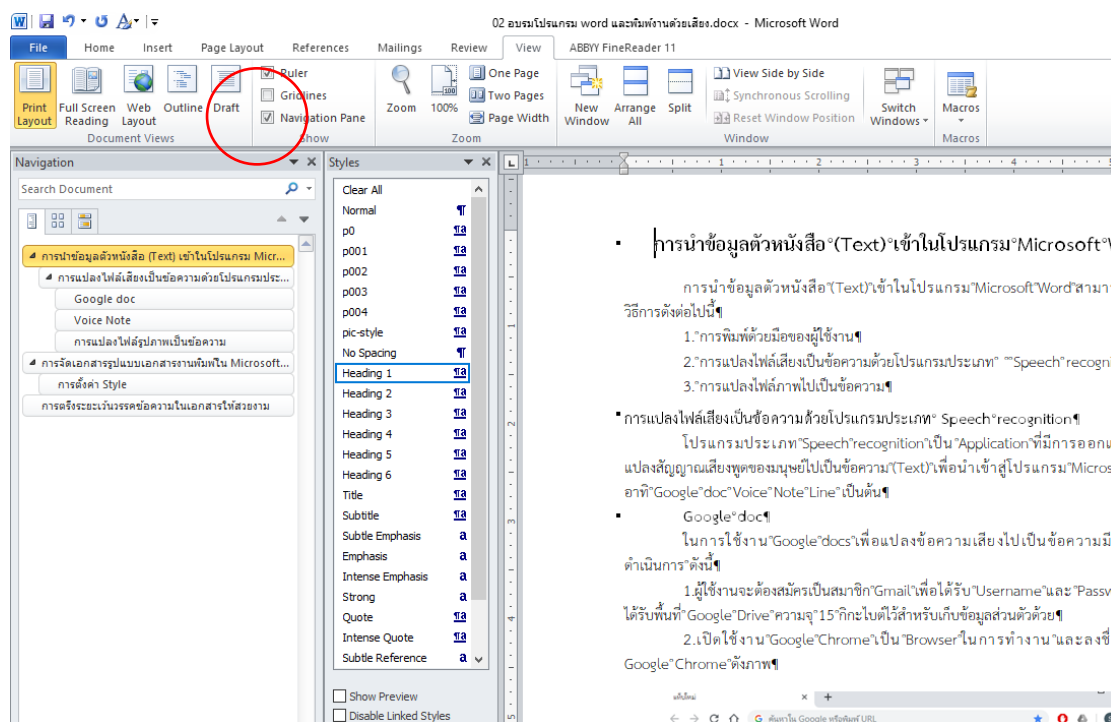 02 อบรมโปรแกรม word และพิมพ์งานด้วยเสียง.docx - Microsoft Word
File Home Insert Page Layout References Mailings Review View ABBYY FineReader 11
Print Layout
Full Screen Reading
Web Layout
Outline
Draft
Document Views
Ruler
Gridlines
Navigation Pane
Show
Zoom
100%
One Page
Two Pages
Page Width
Zoom
New Window
Arrange All
Split
View Side by Side
Synchronous Scrolling
Reset Window Position
Window
Switch Windows
Macros
Macros
Navigation
Search Document
การนำข้อมูลตัวหนังสือ (Text) เข้าในโปรแกรม Micr...
การแปลงไฟล์เสียงเป็นข้อความด้วยโปรแกรมประ...
Google doc
Voice Note
การแปลงไฟล์รูปภาพเป็นข้อความ
การจัดเอกสารรูปแบบเอกสารงานพิมพ์ใน Microsoft...
การตั้งค่า Style
การตรึงระยะเว้นวรรคข้อความในเอกสารให้สวยงาม
Styles
Clear All
Normal
p0
p001
p002
p003
p004
pic-style
No Spacing
Heading 1
Heading 2
Heading 3
Heading 4
Heading 5
Heading 6
Title
Subtitle
Subtle Emphasis
Emphasis
Intense Emphasis
Strong
Quote
Intense Quote
Subtle Reference
Show Preview
Disable Linked Styles
1 2 3 4
การนำข้อมูลตัวหนังสือ°(Text)°เข้าในโปรแกรม°Microsoft°
การนำข้อมูลตัวหนังสือ°(Text)°เข้าในโปรแกรม°Microsoft°Word°สามา
วิธีการดังต่อไปนี้¶
1.°การพิมพ์ด้วยมือของผู้ใช้งาน¶
2.°การแปลงไฟล์เสียงเป็นข้อความด้วยโปรแกรมประเภท° °°Speech°recogni
3.°การแปลงไฟล์ภาพไปเป็นข้อความ¶
การแปลงไฟล์เสียงเป็นข้อความด้วยโปรแกรมประเภท° Speech°recognition¶
โปรแกรมประเภท°Speech°recognition°เป็น°Application°ที่มีการออกแ
แปลงสัญญาณเสียงพูดของมนุษย์ไปเป็นข้อความ°(Text)°เพื่อนำเข้าสู่โปรแกรม°Micros
อาทิ°Google°doc°Voice°Note°Line°เป็นต้น¶
Google°doc¶
ในการใช้งาน°Google°docs°เพื่อแปลงข้อความเสียงไปเป็นข้อความมี
ดำเนินการ°ดังนี้¶
1.ผู้ใช้งานจะต้องสมัครเป็นสมาชิก°Gmail°เพื่อได้รับ°Username°และ°Passw
ได้รับพื้นที่°Google°Drive°ความจุ°15°กิกะไบต์ไว้สำหรับเก็บข้อมูลส่วนตัวด้วย¶
2.เปิดใช้งาน°Google°Chrome°เป็น°Browser°ในการทำงาน°และลงชื่
Google°Chrome°ดังภาพ¶
แท็บใหม่
ค้นหาใน Google หรือพิมพ์ URL